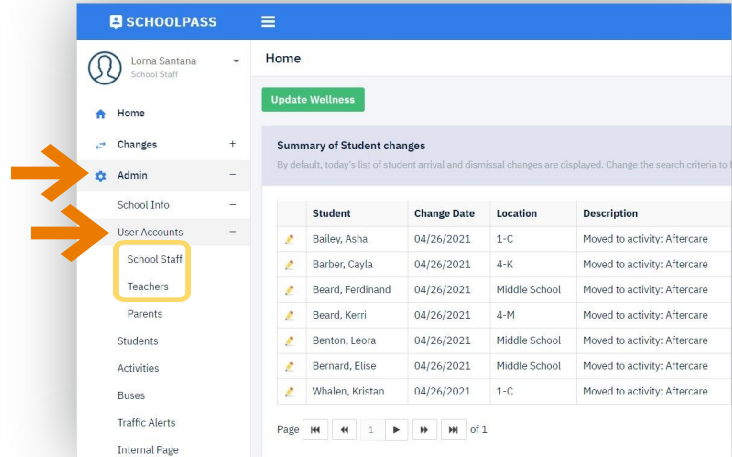 SCHOOLPASS
Lorna Santana
School Staff
Home
Changes +
Admin −
School Info −
User Accounts −
School Staff
Teachers
Parents
Students
Activities
Buses
Traffic Alerts
Internal Page
Home
Update Wellness
Summary of Student changes
By default, today's list of student arrival and dismissal changes are displayed. Change the search criteria to
Student Change Date Location Description
Bailey, Asha 04/26/2021 1-C Moved to activity: Aftercare
Barber, Cayla 04/26/2021 4-K Moved to activity: Aftercare
Beard, Ferdinand 04/26/2021 Middle School Moved to activity: Aftercare
Beard, Kerri 04/26/2021 4-M Moved to activity: Aftercare
Benton, Leora 04/26/2021 Middle School Moved to activity: Aftercare
Bernard, Elise 04/26/2021 Middle School Moved to activity: Aftercare
Whalen, Kristan 04/26/2021 1-C Moved to activity: Aftercare
Page 1 of 1